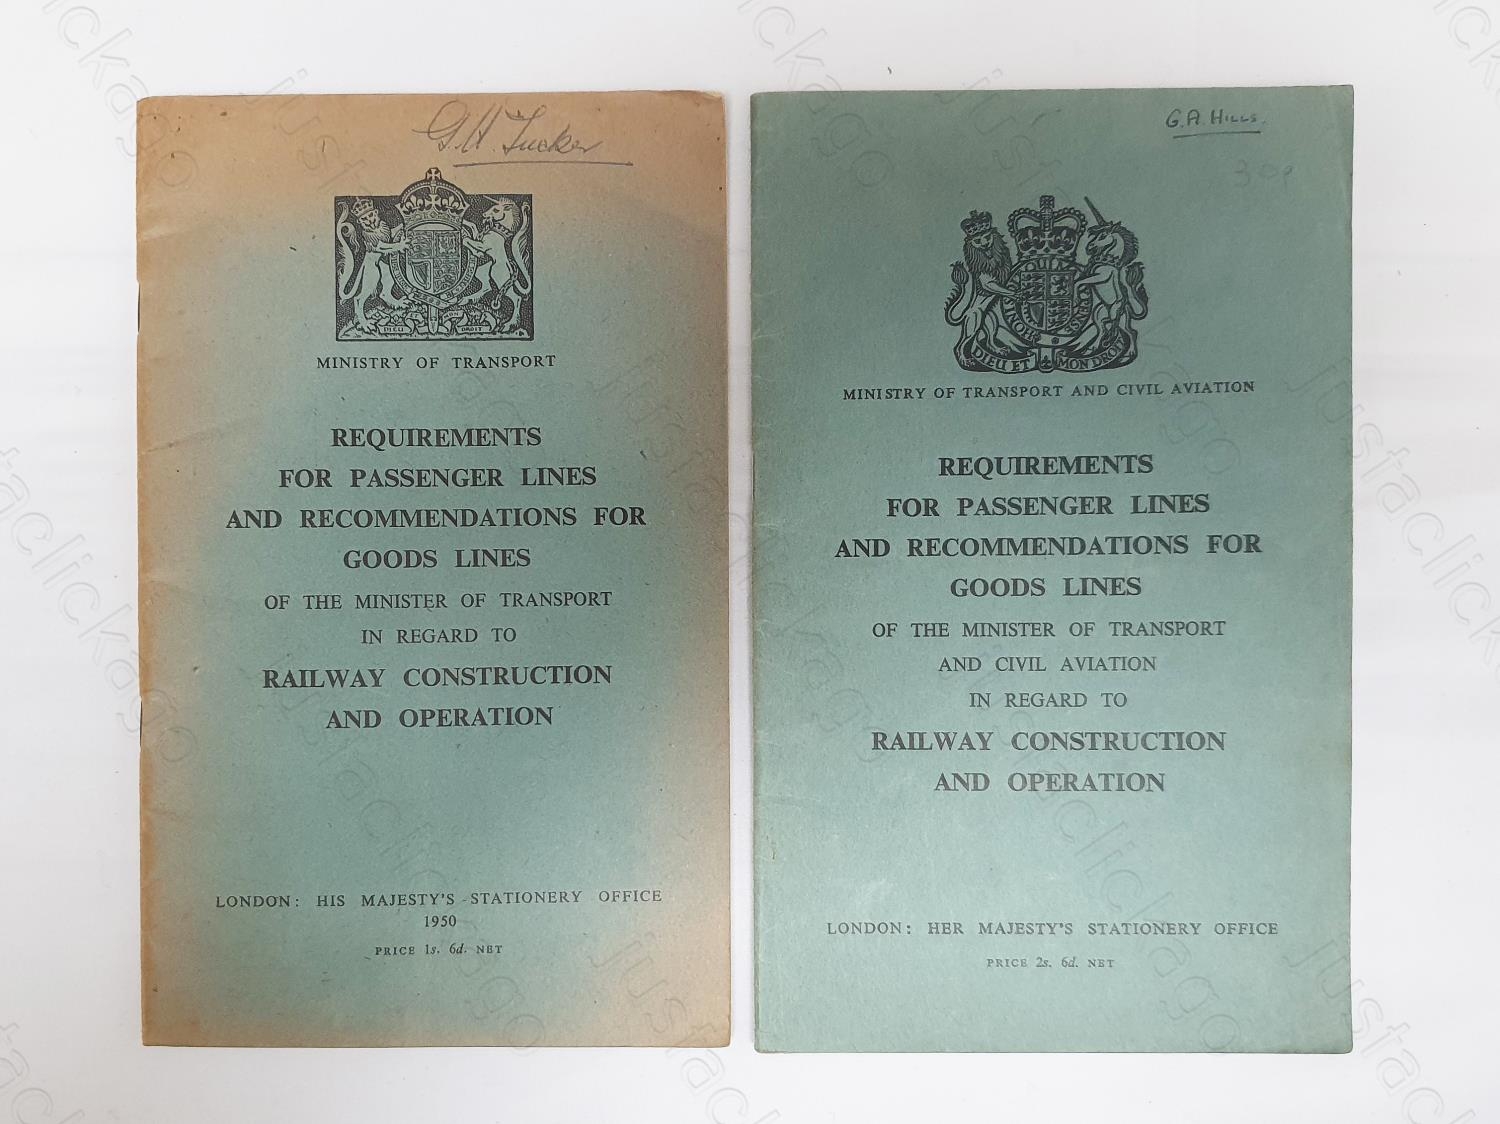 G.H. Tucker
DIEU ET MON DROIT
MINISTRY OF TRANSPORT
REQUIREMENTS
FOR PASSENGER LINES
AND RECOMMENDATIONS FOR
GOODS LINES
OF THE MINISTER OF TRANSPORT
IN REGARD TO
RAILWAY CONSTRUCTION
AND OPERATION
LONDON: HIS MAJESTY'S STATIONERY OFFICE
1950
PRICE 1s. 6d. NET
G.A. HILLS.
30p
DIEU ET MON DROIT
MINISTRY OF TRANSPORT AND CIVIL AVIATION
REQUIREMENTS
FOR PASSENGER LINES
AND RECOMMENDATIONS FOR
GOODS LINES
OF THE MINISTER OF TRANSPORT
AND CIVIL AVIATION
IN REGARD TO
RAILWAY CONSTRUCTION
AND OPERATION
LONDON: HER MAJESTY'S STATIONERY OFFICE
PRICE 2s. 6d. NET
justaclickago